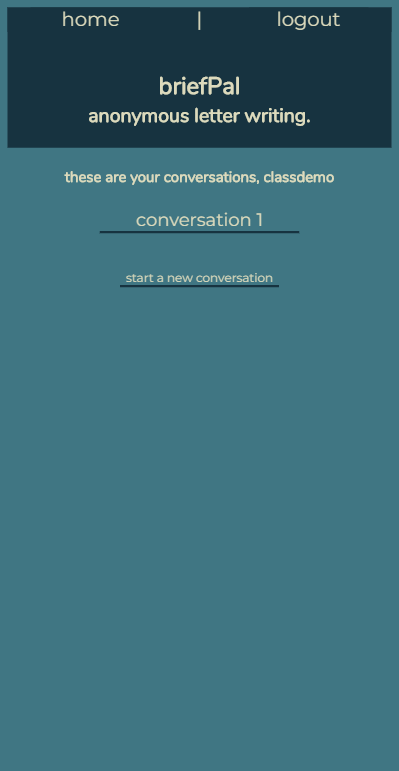 home | logout
briefPal
anonymous letter writing.
these are your conversations, classdemo
conversation 1
start a new conversation